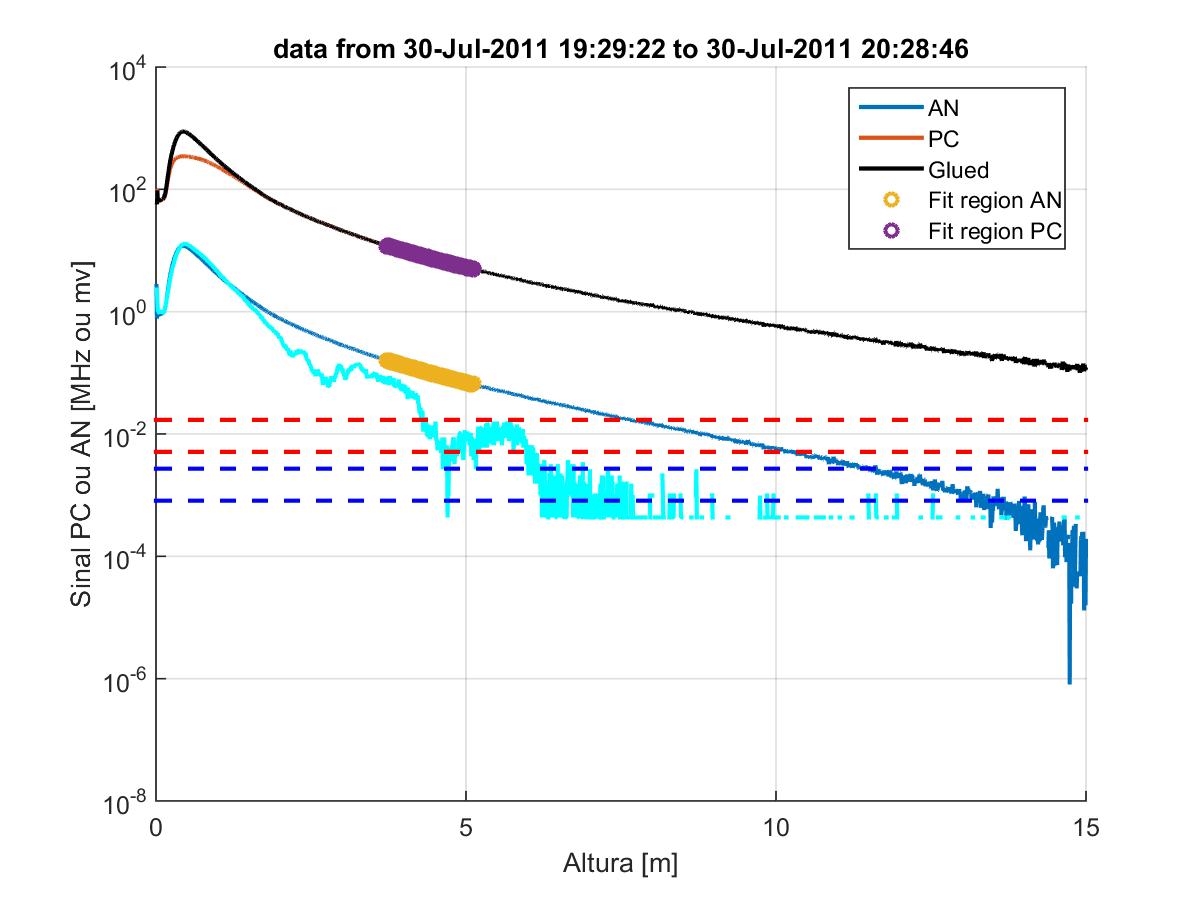 data from 30-Jul-2011 19:29:22 to 30-Jul-2011 20:28:46
10^4
10^2
10^0
10^-2
10^-4
10^-6
10^-8
Sinal PC ou AN [MHz ou mv]
AN
PC
Glued
Fit region AN
Fit region PC
0
5
10
15
Altura [m]